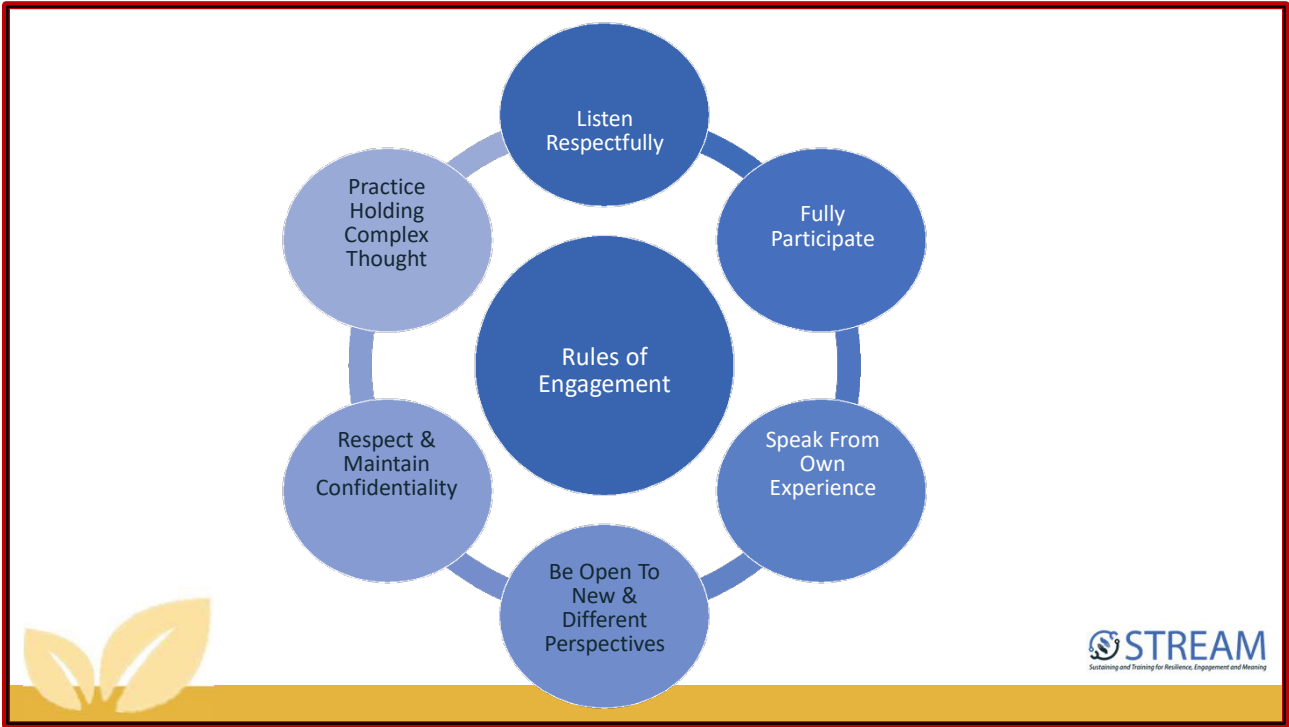 Listen
Respectfully
Fully
Participate
Speak From
Own
Experience
Be Open To
New &
Different
Perspectives
Respect &
Maintain
Confidentiality
Practice
Holding
Complex
Thought
Rules of
Engagement
STREAM
Sustaining and Training for Resilience, Engagement and Meaning